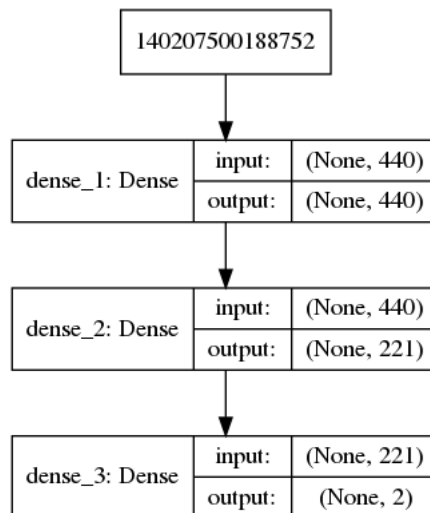 140207500188752
dense_1: Dense input: (None, 440)
output: (None, 440)
dense_2: Dense input: (None, 440)
output: (None, 221)
dense_3: Dense input: (None, 221)
output: (None, 2)